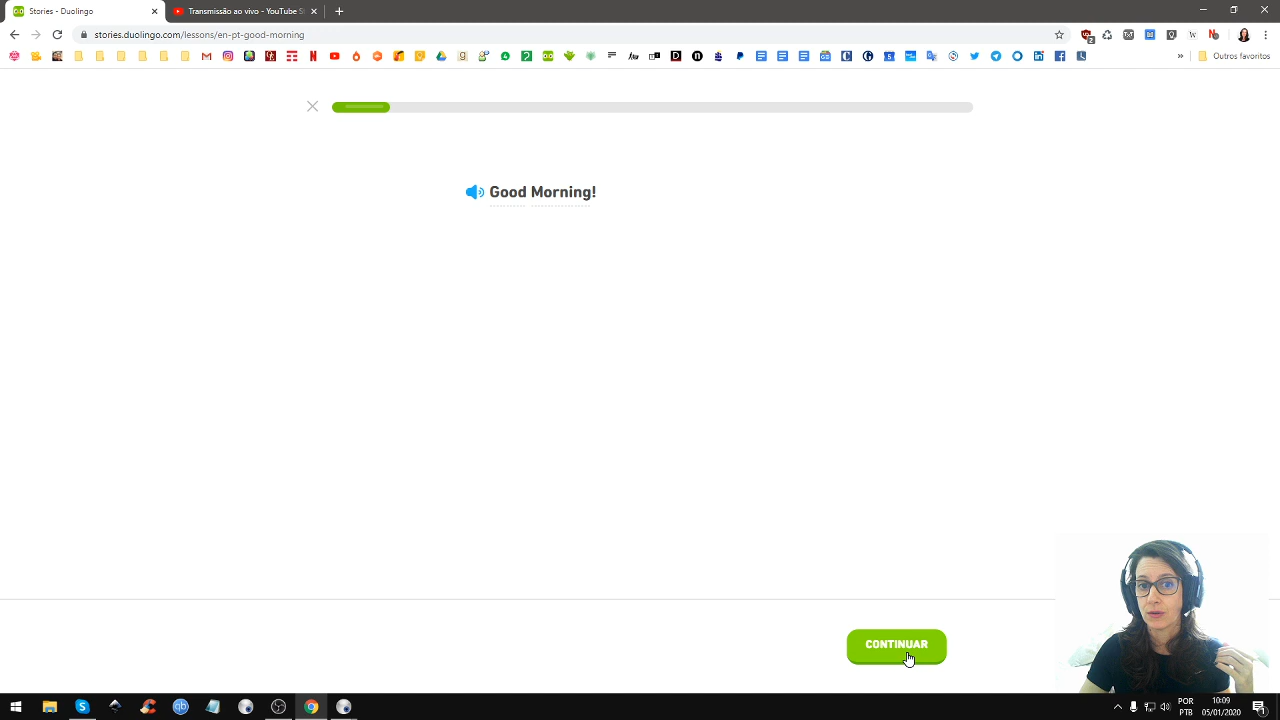 Stories - Duolingo
Transmissão ao vivo - YouTube S
stories.duolingo.com/lessons/en-pt-good-morning
Outros favoritos
Good Morning!
CONTINUAR
POR
PTB
10:09
05/01/2020